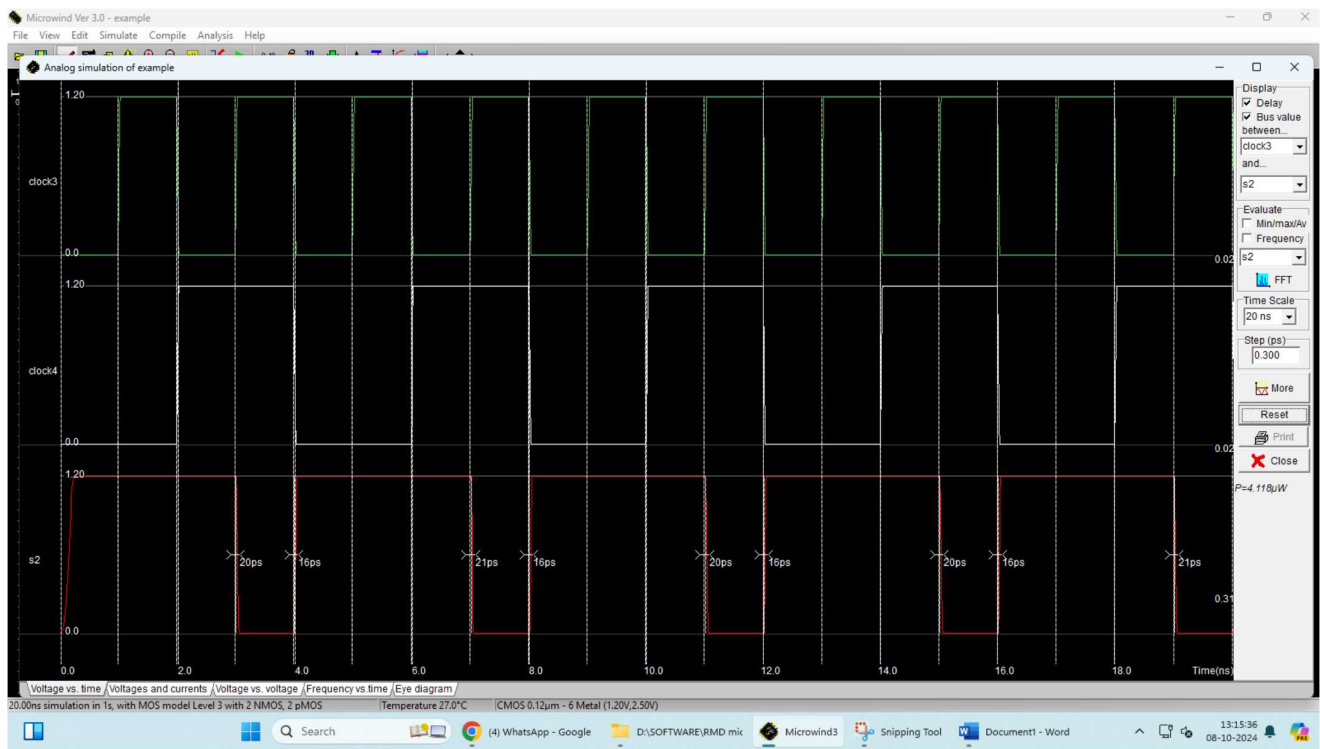 Microwind Ver 3.0 - example
File View Edit Simulate Compile Analysis Help
Analog simulation of example
1.20
clock3
0.0
0.02
1.20
clock4
0.0
0.02
1.20
s2
20ps 16ps 21ps 16ps 20ps 16ps 20ps 16ps 21ps
0.31
0.0
0.0 2.0 4.0 6.0 8.0 10.0 12.0 14.0 16.0 18.0 Time(ns)
Display
Delay
Bus value
between...
clock3
and...
s2
Evaluate
Min/max/Av
Frequency
s2
FFT
Time Scale
20 ns
Step (ps)
0.300
More
Reset
Print
Close
P=4.118µW
Voltage vs. time Voltages and currents Voltage vs. voltage Frequency vs.time Eye diagram
20.00ns simulation in 1s, with MOS model Level 3 with 2 NMOS, 2 pMOS Temperature 27.0°C CMOS 0.12µm - 6 Metal (1.20V,2.50V)
Search
(4) WhatsApp - Google
D:\SOFTWARE\RMD mic
Microwind3
Snipping Tool
Document1 - Word
13:15:36
08-10-2024